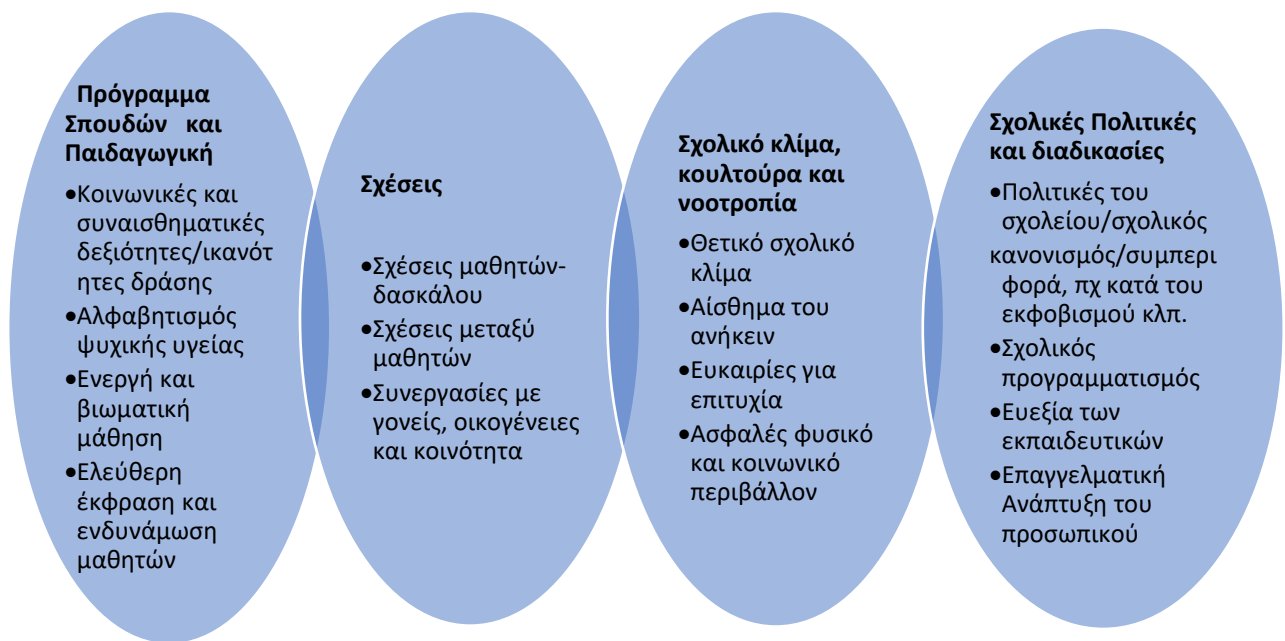 Πρόγραμμα
Σπουδών και
Παιδαγωγική
•Κοινωνικές και
συναισθηματικές
δεξιότητες/ικανότ
ητες δράσης
•Αλφαβητισμός
ψυχικής υγείας
•Ενεργή και
βιωματική
μάθηση
•Ελεύθερη
έκφραση και
ενδυνάμωση
μαθητών
Σχέσεις
•Σχέσεις μαθητών-
δασκάλου
•Σχέσεις μεταξύ
μαθητών
•Συνεργασίες με
γονείς, οικογένειες
και κοινότητα
Σχολικό κλίμα,
κουλτούρα και
νοοτροπία
•Θετικό σχολικό
κλίμα
•Αίσθημα του
ανήκειν
•Ευκαιρίες για
επιτυχία
•Ασφαλές φυσικό
και κοινωνικό
περιβάλλον
Σχολικές Πολιτικές
και διαδικασίες
•Πολιτικές του
σχολείου/σχολικός
κανονισμός/συμπερι
φορά, πχ κατά του
εκφοβισμού κλπ.
•Σχολικός
προγραμματισμός
•Ευεξία των
εκπαιδευτικών
•Επαγγελματική
Ανάπτυξη του
προσωπικού